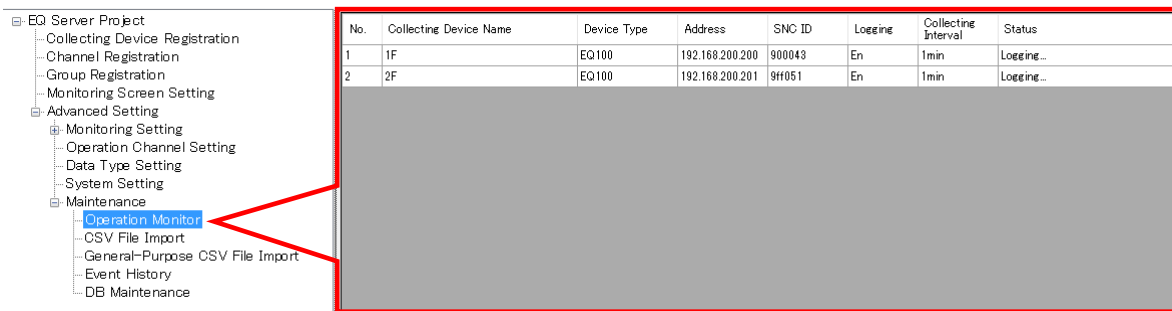 EQ Server Project
Collecting Device Registration
Channel Registration
Group Registration
Monitoring Screen Setting
Advanced Setting
Monitoring Setting
Operation Channel Setting
Data Type Setting
System Setting
Maintenance
Operation Monitor
CSV File Import
General-Purpose CSV File Import
Event History
DB Maintenance
No. Collecting Device Name Device Type Address SNC ID Logging Collecting Interval Status
1 1F EQ100 192.168.200.200 900043 En 1min Logging...
2 2F EQ100 192.168.200.201 9ff051 En 1min Logging...